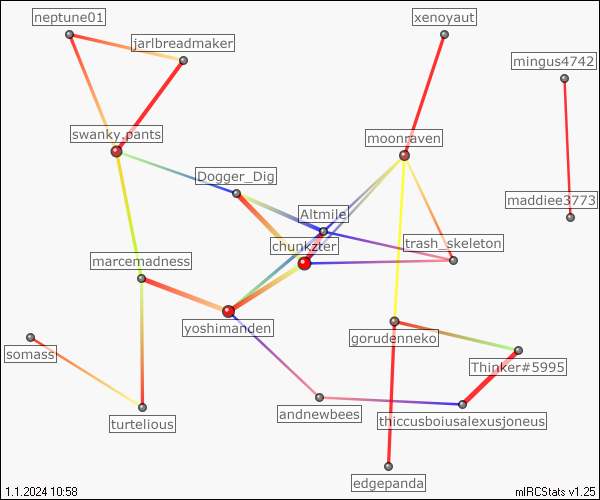 neptune01
xenoyaut
jarlbreadmaker
mingus4742
swanky.pants
moonraven
Dogger_Dig
maddiee3773
Altmile
chunkzter
trash_skeleton
marcemadness
yoshimanden
gorudenneko
somass
Thinker#5995
andnewbees
thiccusboiusalexusjoneus
turtelious
edgepanda
1.1.2024 10:58
mIRCStats v1.25